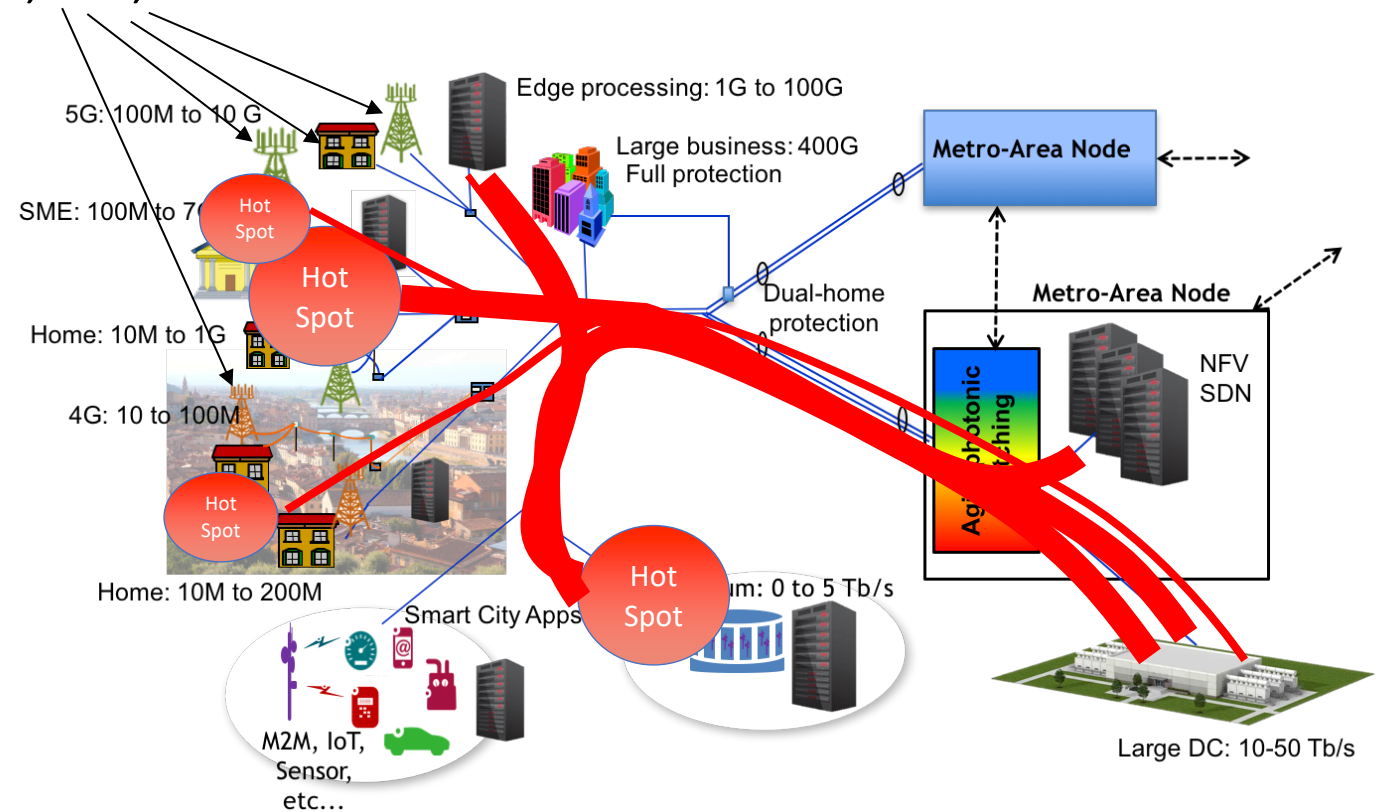 Edge processing: 1G to 100G
5G: 100M to 10 G
Large business: 400G
Full protection
Metro-Area Node
SME: 100M to
Hot
Spot
Hot
Spot
Dual-home
protection
Metro-Area Node
Home: 10M to 1G
NFV
SDN
4G: 10 to 100M
Hot
Spot
Home: 10M to 200M
Hot
Spot
0 to 5 Tb/s
Smart City Apps
@
M2M, IoT,
Sensor,
etc...
Large DC: 10-50 Tb/s